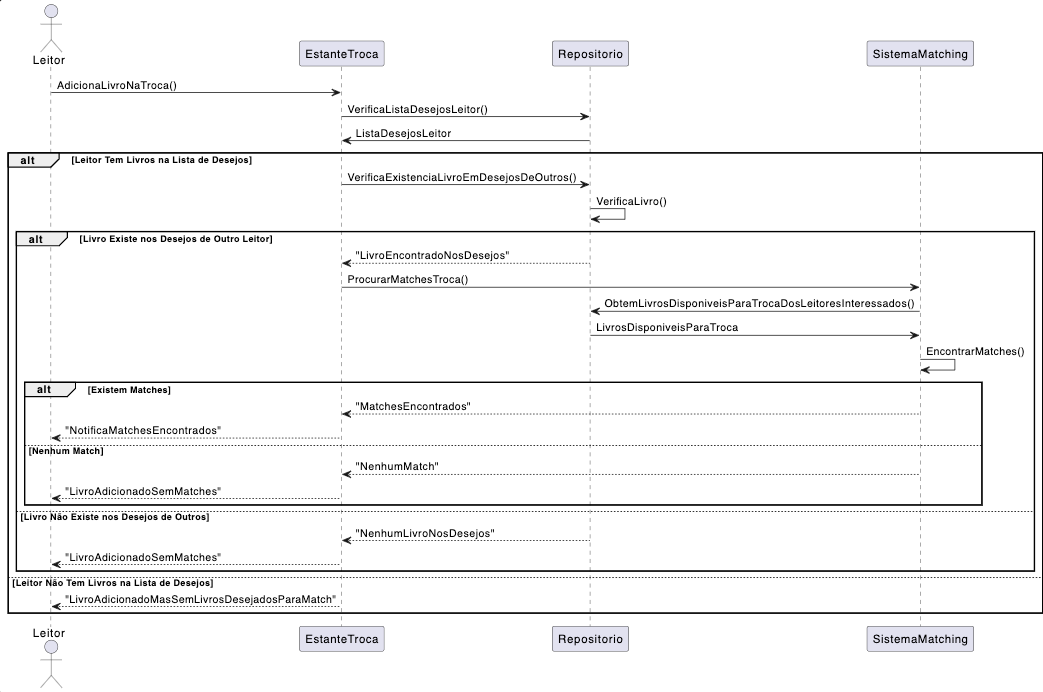 Leitor
EstanteTroca
Repositorio
SistemaMatching
AdicionaLivroNaTroca()
VerificaListaDesejosLeitor()
ListaDesejosLeitor
alt [Leitor Tem Livros na Lista de Desejos]
VerificaExistenciaLivroEmDesejosDeOutros()
VerificaLivro()
alt [Livro Existe nos Desejos de Outro Leitor]
"LivroEncontradoNosDesejos"
ProcurarMatchesTroca()
ObtemLivrosDisponiveisParaTrocaDosLeitoresInteressados()
LivrosDisponiveisParaTroca
EncontrarMatches()
alt [Existem Matches]
"MatchesEncontrados"
"NotificaMatchesEncontrados"
[Nenhum Match]
"NenhumMatch"
"LivroAdicionadoSemMatches"
[Livro Não Existe nos Desejos de Outros]
"NenhumLivroNosDesejos"
"LivroAdicionadoSemMatches"
[Leitor Não Tem Livros na Lista de Desejos]
"LivroAdicionadoMasSemLivrosDesejadosParaMatch"
Leitor
EstanteTroca
Repositorio
SistemaMatching